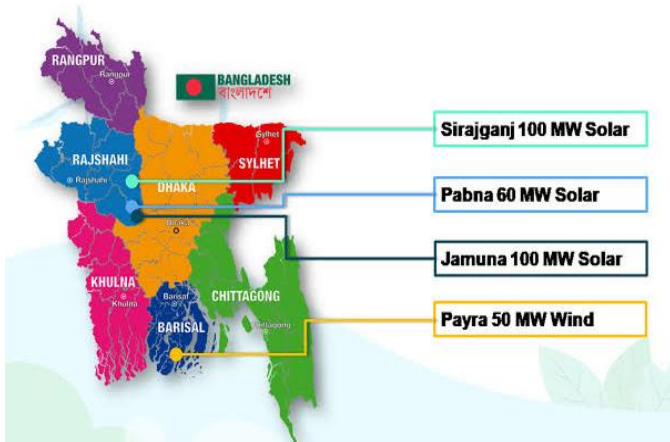 RANGPUR
Rangpur
BANGLADESH
বাংলাদেশে
Sirajganj 100 MW Solar
Sylhet
RAJSHAHI
SYLHET
Rajshahi
DHAKA
Pabna 60 MW Solar
Dhaka
Jamuna 100 MW Solar
KHULNA
Khulna
Barisal
CHITTAGONG
Payra 50 MW Wind
BARISAL
Chittagong